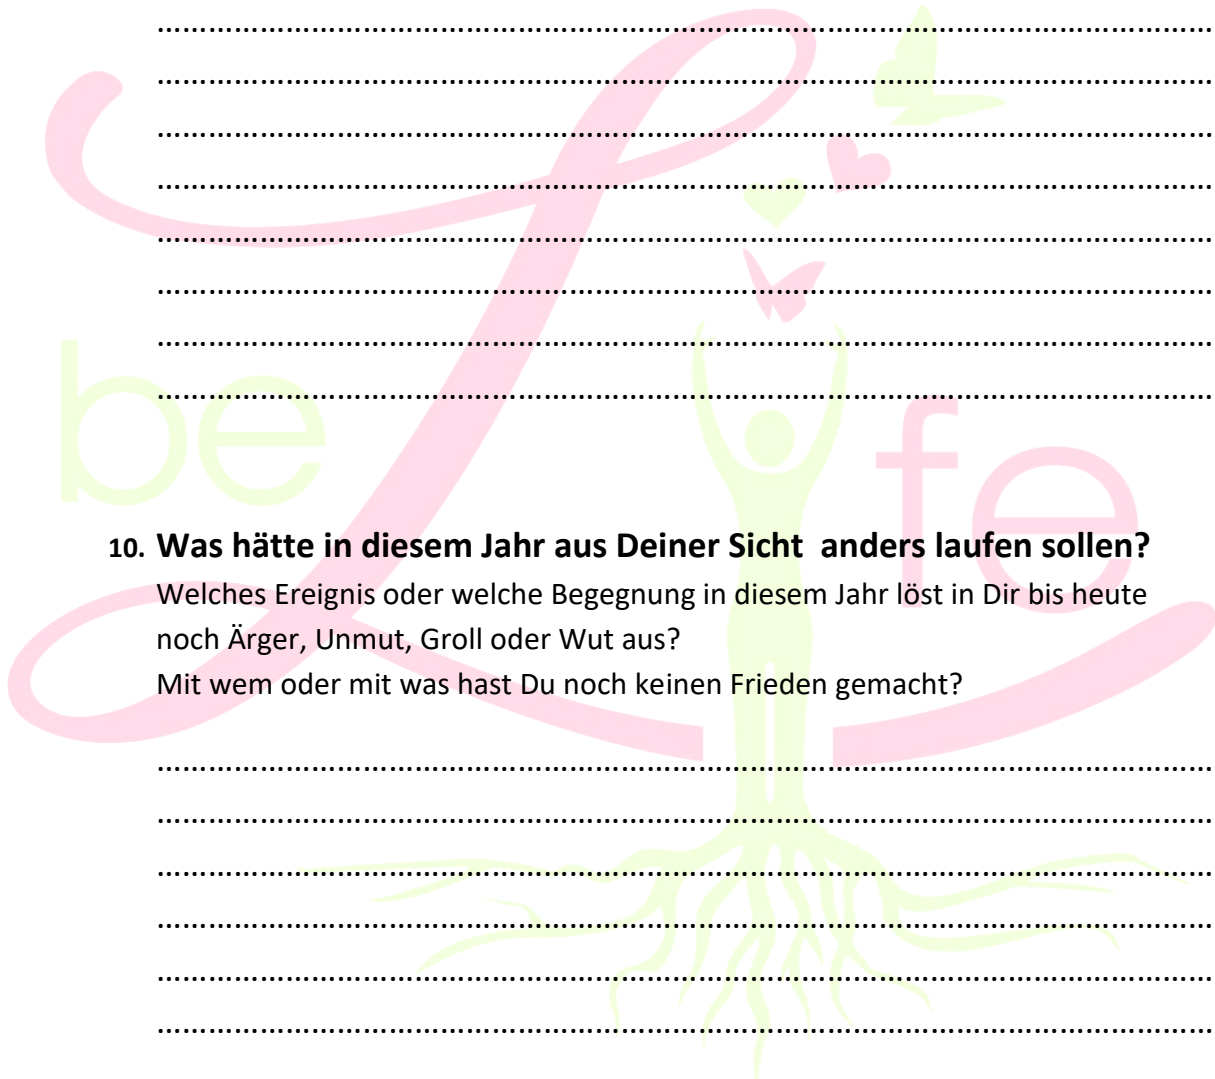 be Life
10. Was hätte in diesem Jahr aus Deiner Sicht  anders laufen sollen?
Welches Ereignis oder welche Begegnung in diesem Jahr löst in Dir bis heute
noch Ärger, Unmut, Groll oder Wut aus?
Mit wem oder mit was hast Du noch keinen Frieden gemacht?